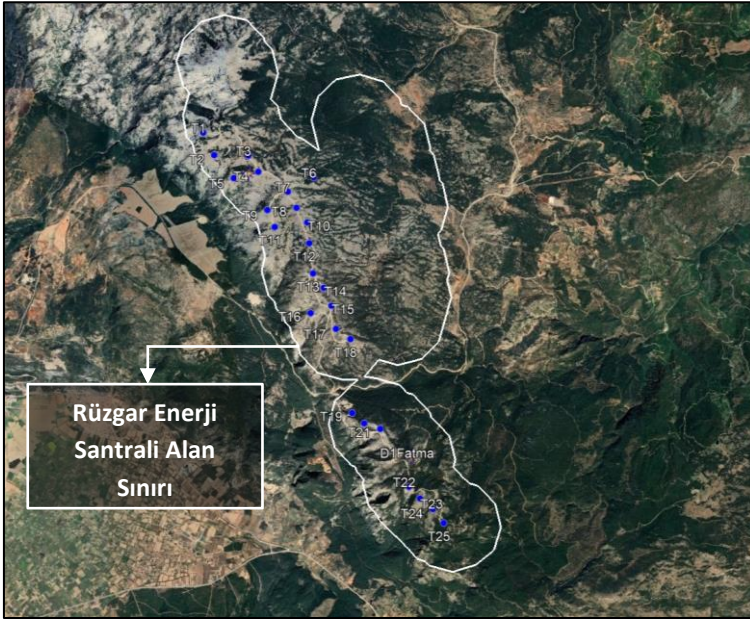 T1
T2
T3
T4
T5
T6
T7
T8
T9
T10
T11
T12
T13
T14
T15
T16
T17
T18
Rüzgar Enerji
Santrali Alan
Sınırı
T19
T21
D1Fatma
T22
T23
T24
T25